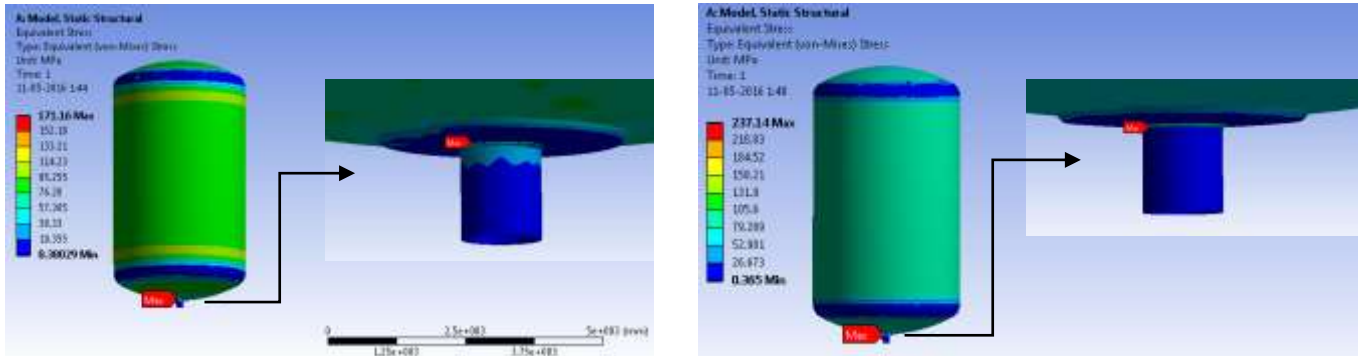 A: Model, Static Structural
Equivalent Stress
Type: Equivalent (von-Mises) Stress
Unit: MPa
Time: 1
11-05-2016 1:44
171.16 Max
152.18
133.21
114.23
95.255
76.28
57.305
38.33
19.355
0.38029 Min
Max
Max
0
2.5e+003
5e+003 (mm)
1.25e+003
3.75e+003
A: Model, Static Structural
Equivalent Stress
Type: Equivalent (von-Mises) Stress
Unit: MPa
Time: 1
11-05-2016 1:48
237.14 Max
210.83
184.52
158.21
131.9
105.6
79.289
52.981
26.673
0.365 Min
Max
Max